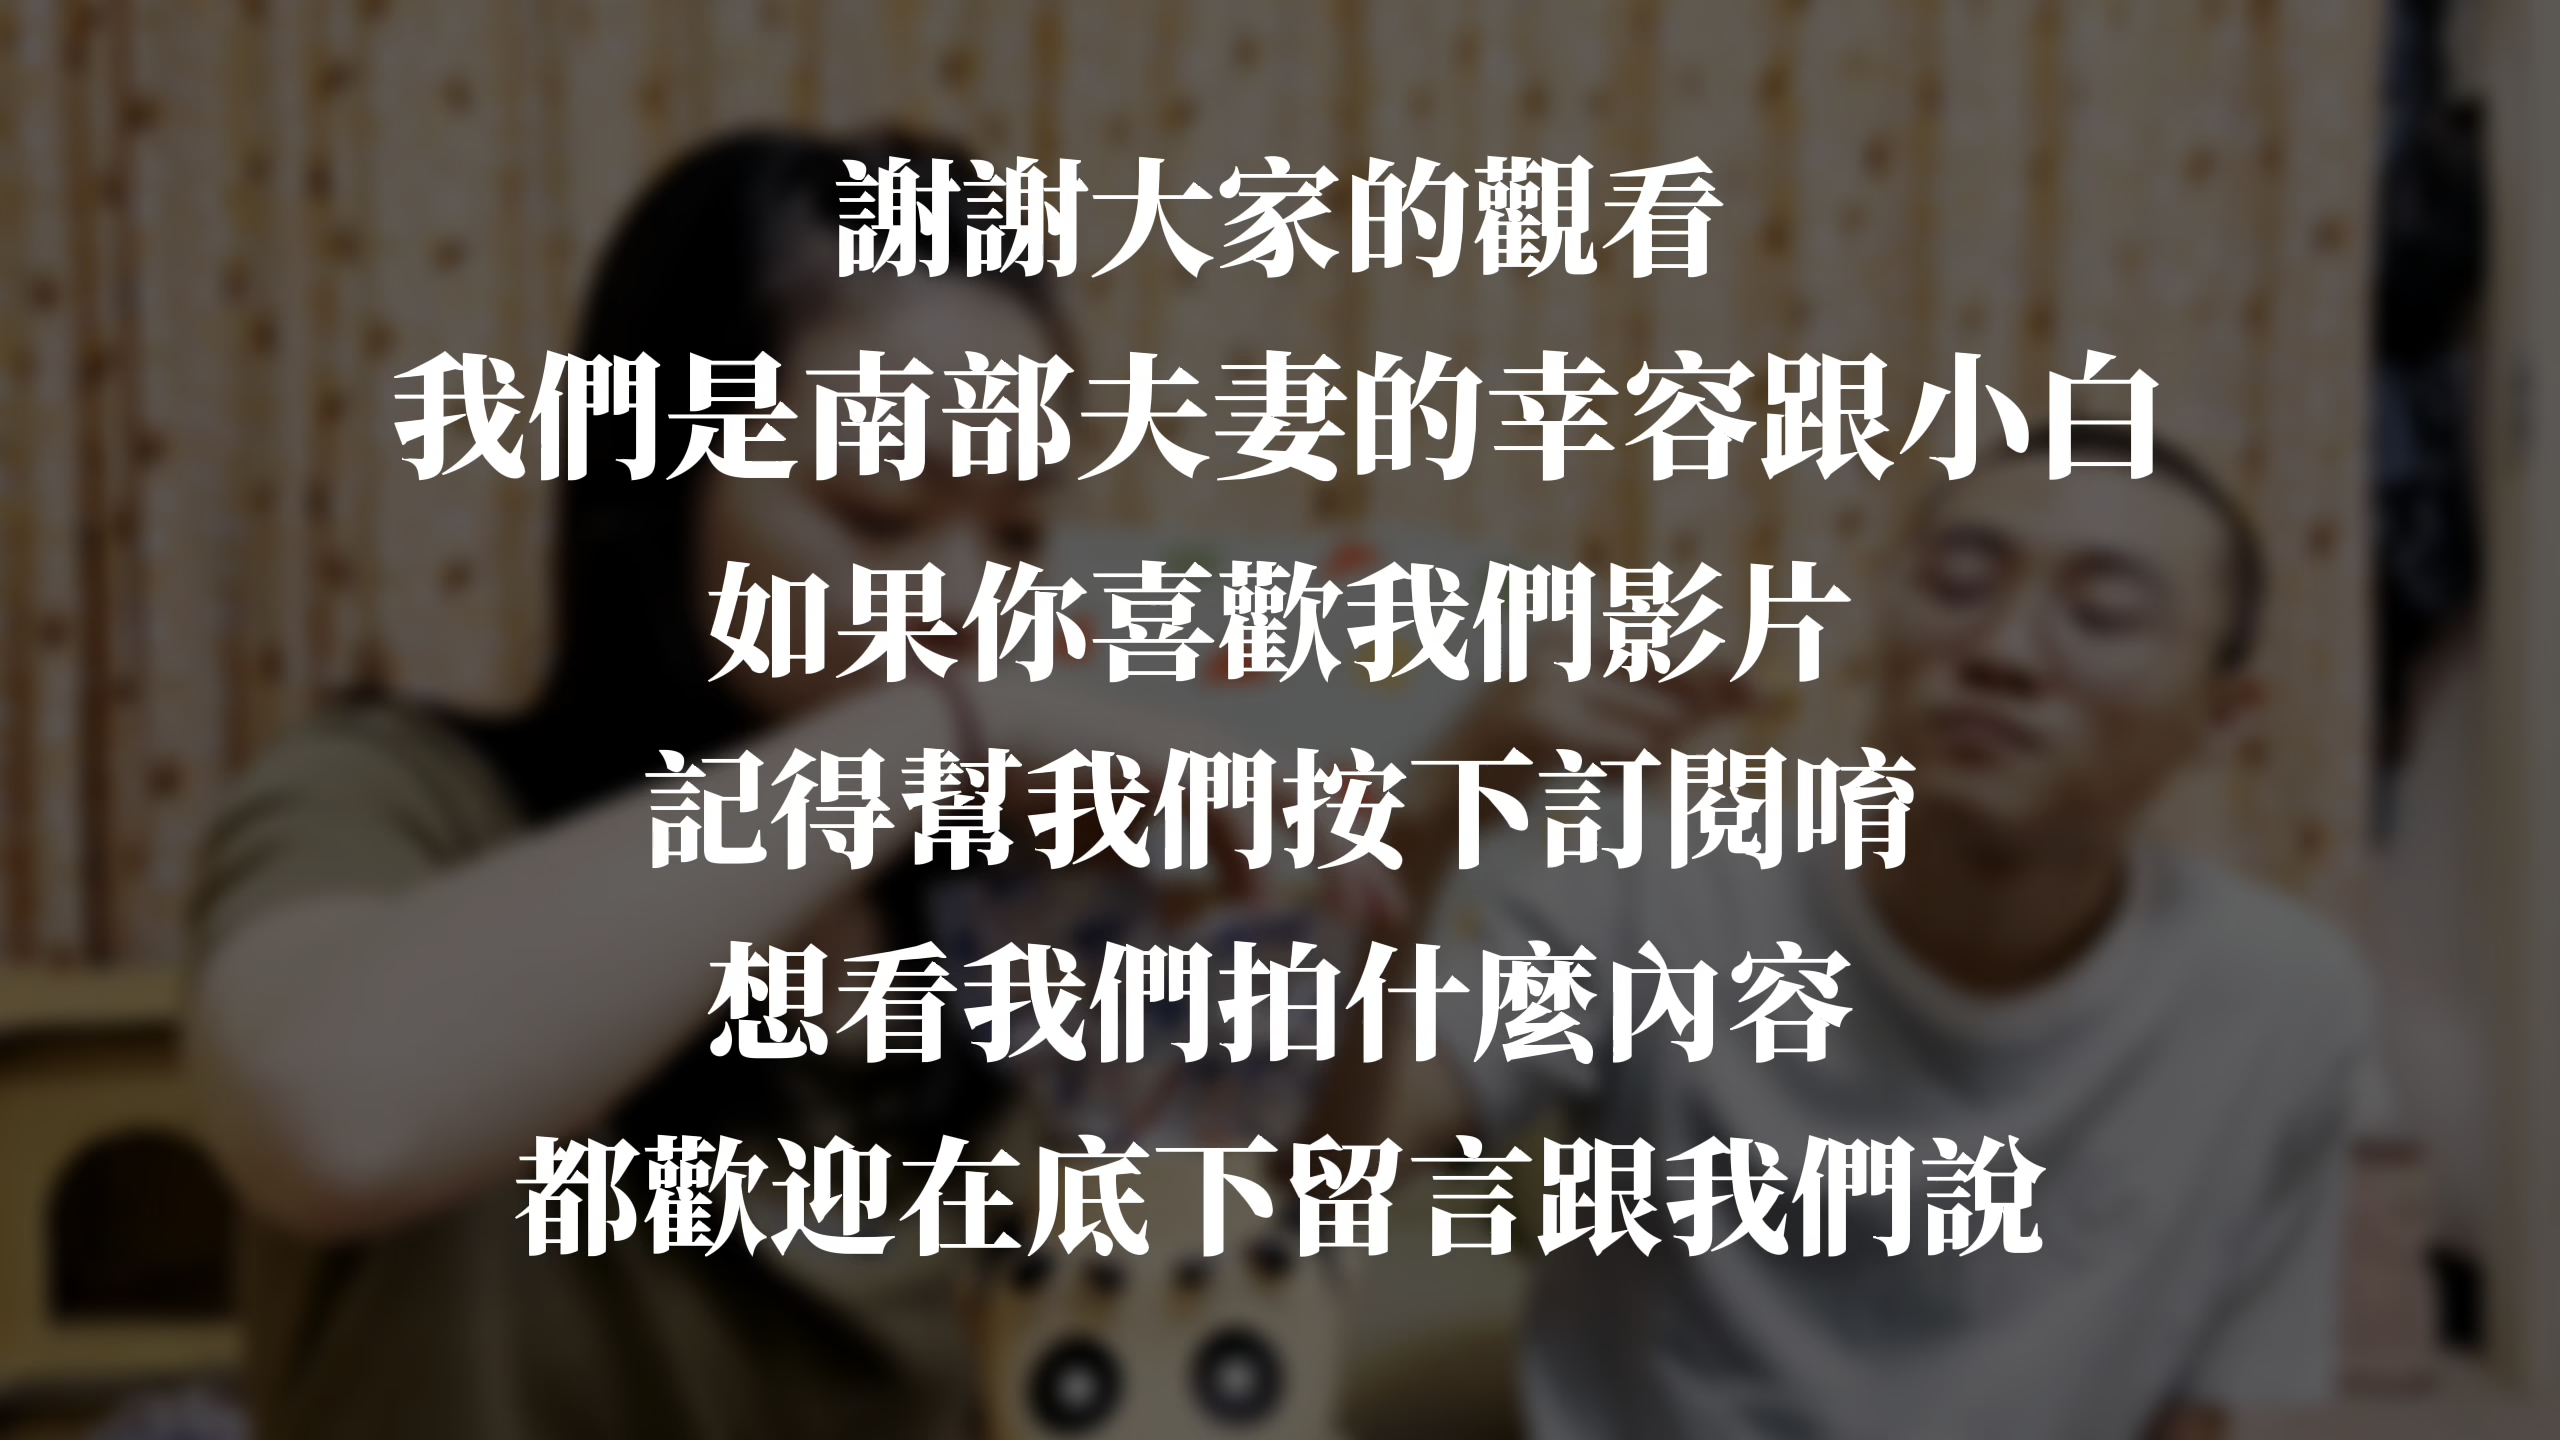 謝謝大家的觀看
我們是南部夫妻的幸容跟小白
如果你喜歡我們影片
記得幫我們按下訂閱唷
想看我們拍什麼內容
都歡迎在底下留言跟我們說